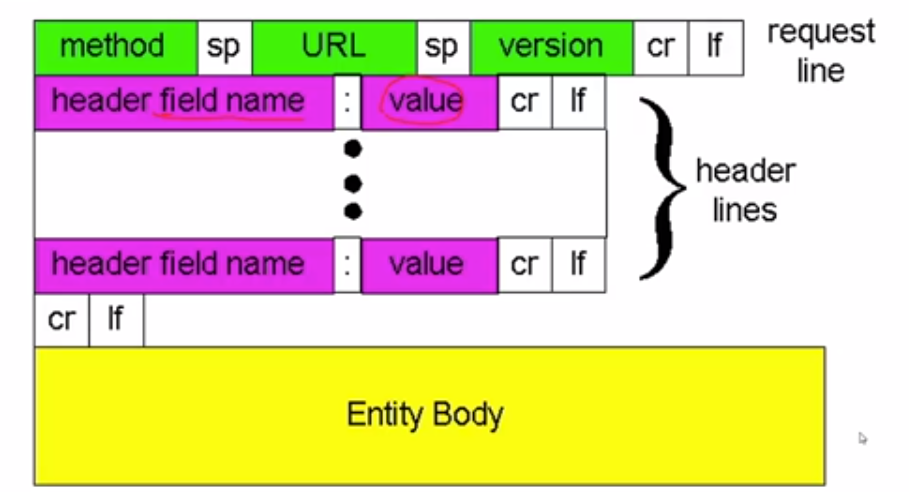 method sp URL sp version cr lf request line
header field name : value cr lf
header lines
header field name : value cr lf
cr lf
Entity Body